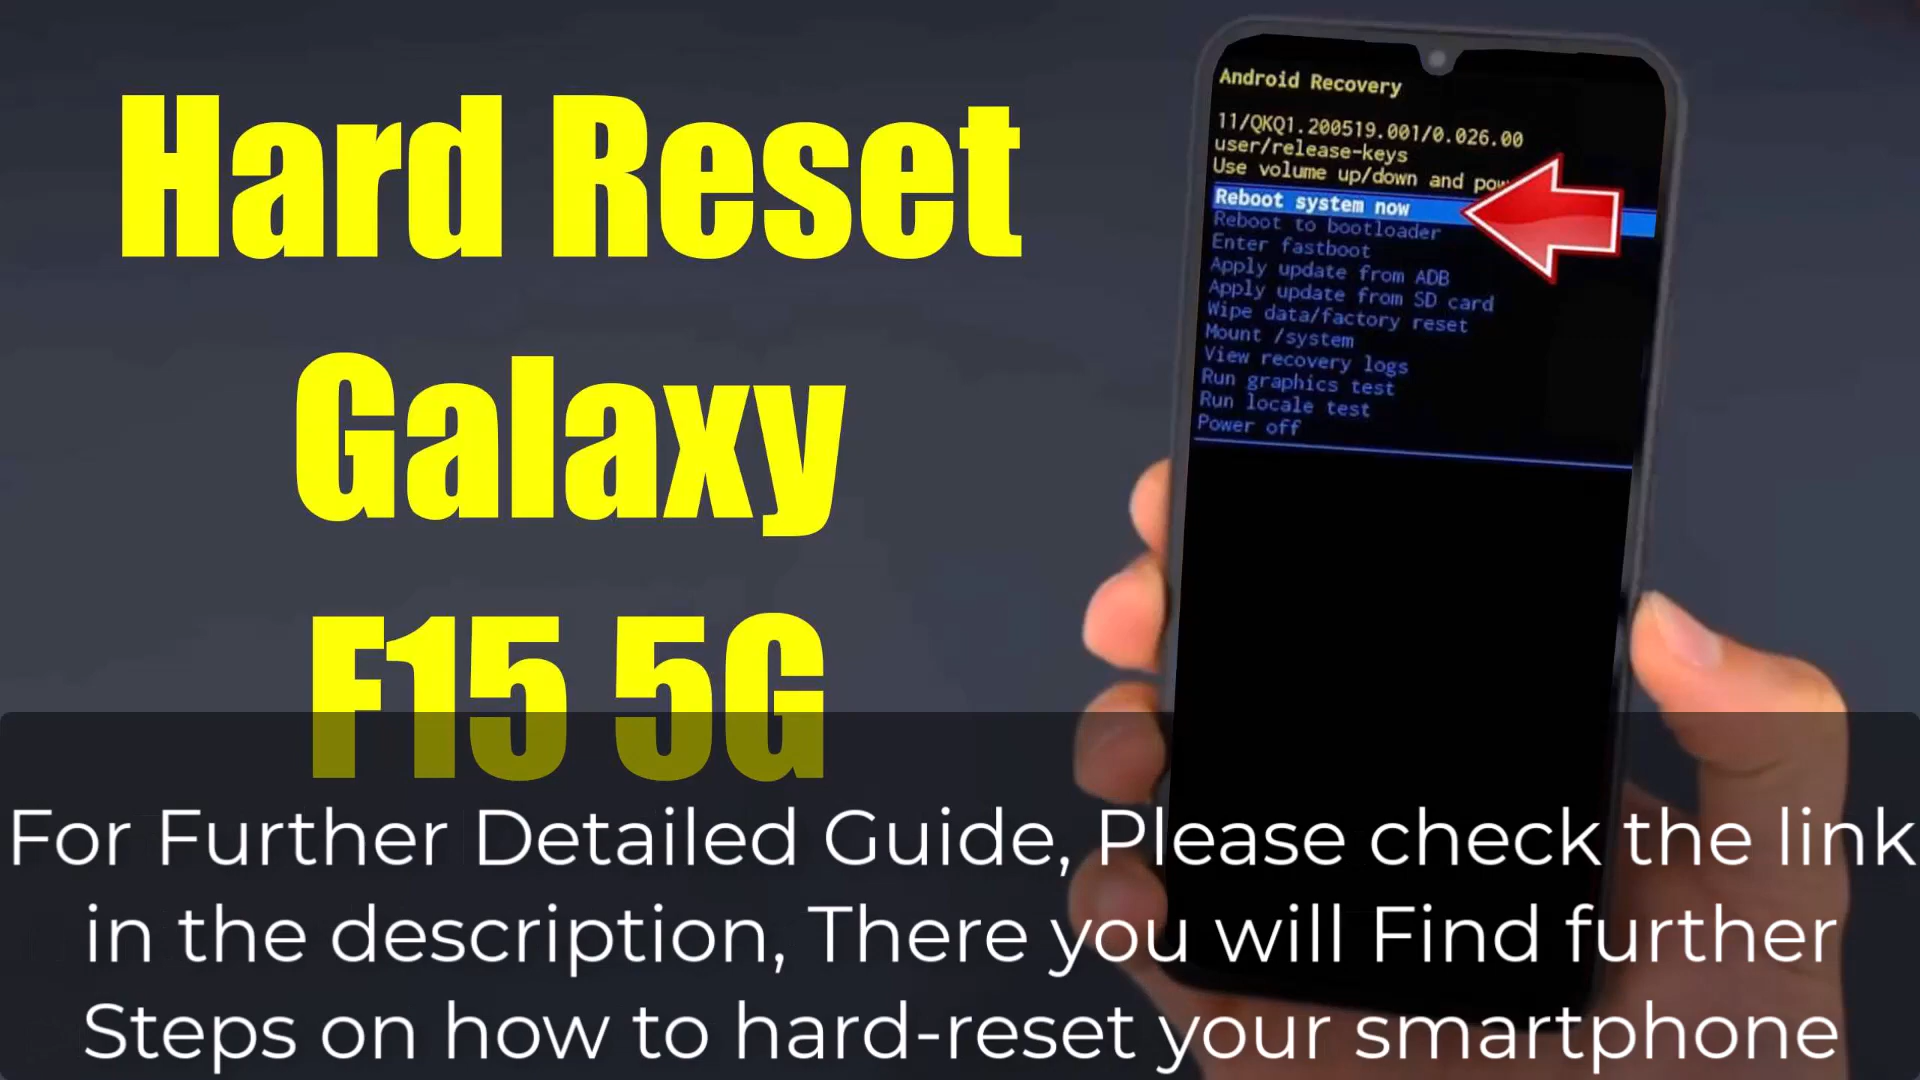 Hard Reset
Galaxy
F15 5G
Android Recovery
11/QKQ1.200519.001/0.026.00
user/release-keys
Use volume up/down and
Reboot system now
Reboot to bootloader
Enter fastboot
Apply update from ADB
Apply update from SD card
Wipe data/factory reset
Mount /system
View recovery logs
Run graphics test
Run locale test
Power off
For Further Detailed Guide, Please check the link
in the description, There you will Find further
Steps on how to hard-reset your smartphone